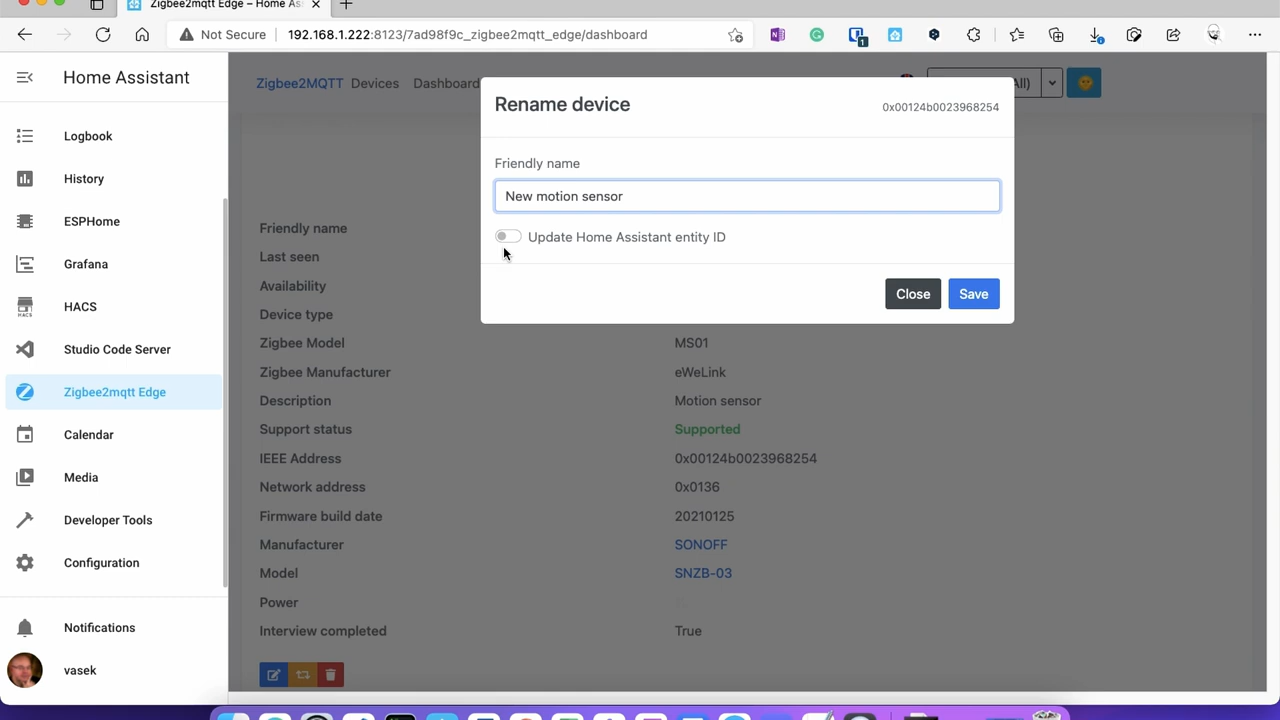 Zigbee2mqtt Edge – Home As
Not Secure
192.168.1.222:8123/7ad98f9c_zigbee2mqtt_edge/dashboard
1
Home Assistant
Logbook
History
ESPHome
Grafana
HACS
HACS
Studio Code Server
Zigbee2mqtt Edge
Calendar
Media
Developer Tools
Configuration
Notifications
vasek
Zigbee2MQTT Devices Dashboard
All)
Rename device
0x00124b0023968254
Friendly name
New motion sensor
Update Home Assistant entity ID
Close
Save
Friendly name
Last seen
Availability
Device type
Zigbee Model MS01
Zigbee Manufacturer eWeLink
Description Motion sensor
Support status Supported
IEEE Address 0x00124b0023968254
Network address 0x0136
Firmware build date 20210125
Manufacturer SONOFF
Model SNZB-03
Power
Interview completed True